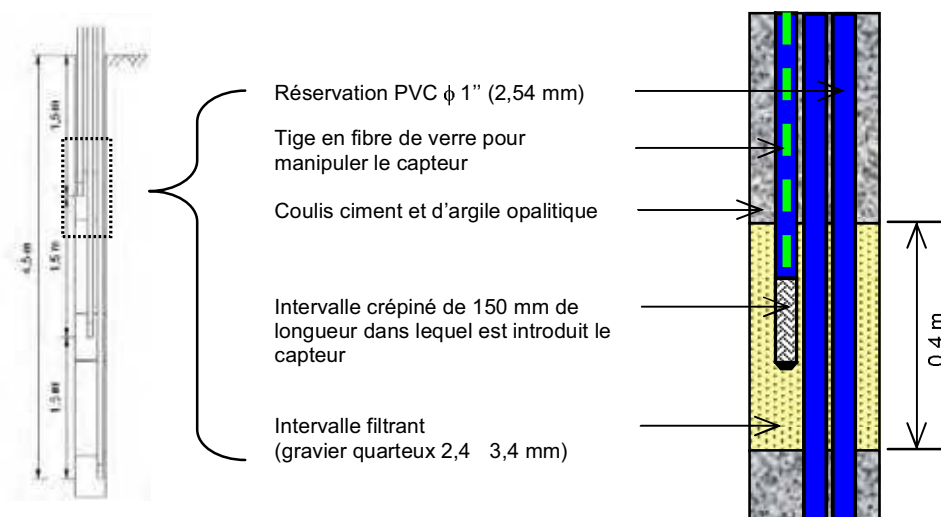 1,5 m
4,5 m
1,5 m
1,5 m
Réservation PVC ϕ 1’’ (2,54 mm)
Tige en fibre de verre pour
manipuler le capteur
Coulis ciment et d’argile opalitique
Intervalle crépiné de 150 mm de
longueur dans lequel est introduit le
capteur
Intervalle filtrant
(gravier quarteux 2,4 3,4 mm)
0 4 m